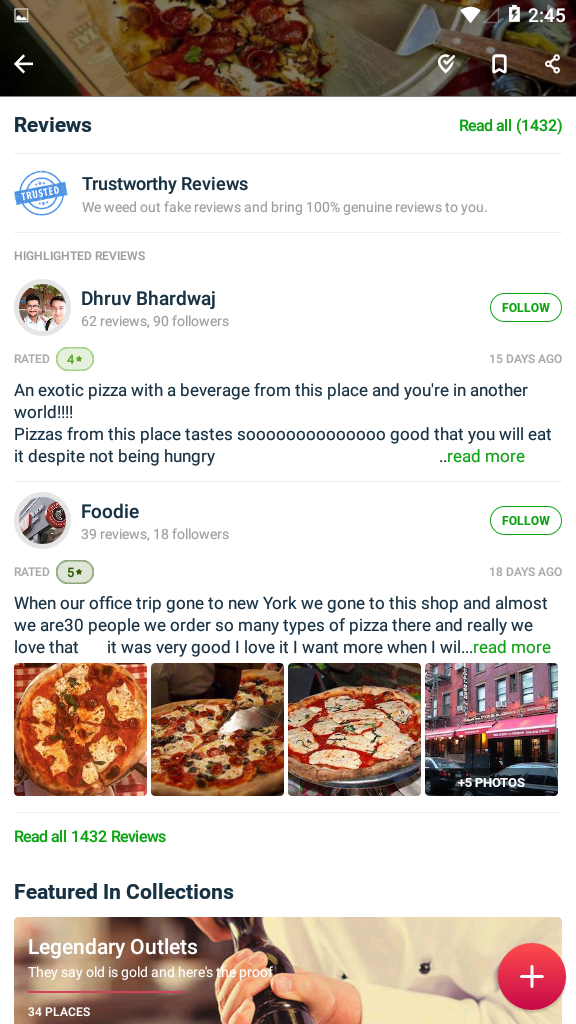 2:45
Reviews
Read all (1432)
TRUSTED
Trustworthy Reviews
We weed out fake reviews and bring 100% genuine reviews to you.
HIGHLIGHTED REVIEWS
Dhruv Bhardwaj
62 reviews, 90 followers
FOLLOW
RATED 4★
15 DAYS AGO
An exotic pizza with a beverage from this place and you're in another
world!!!!
Pizzas from this place tastes soooooooooooooo good that you will eat
it despite not being hungry ..read more
Foodie
39 reviews, 18 followers
FOLLOW
RATED 5★
18 DAYS AGO
When our office trip gone to new York we gone to this shop and almost
we are30 people we order so many types of pizza there and really we
love that it was very good I love it I want more when I wil...read more
+5 PHOTOS
Read all 1432 Reviews
Featured In Collections
Legendary Outlets
They say old is gold and here's the proof
34 PLACES